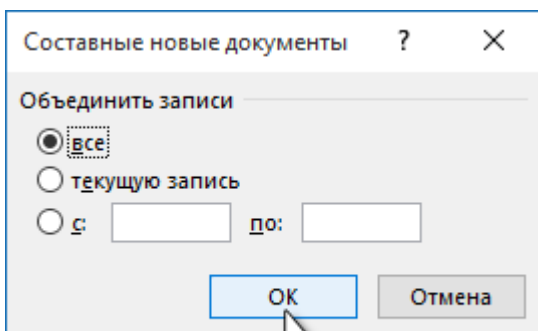 Составные новые документы ? ×
Объединить записи
все
текущую запись
с: по:
ОК Отмена